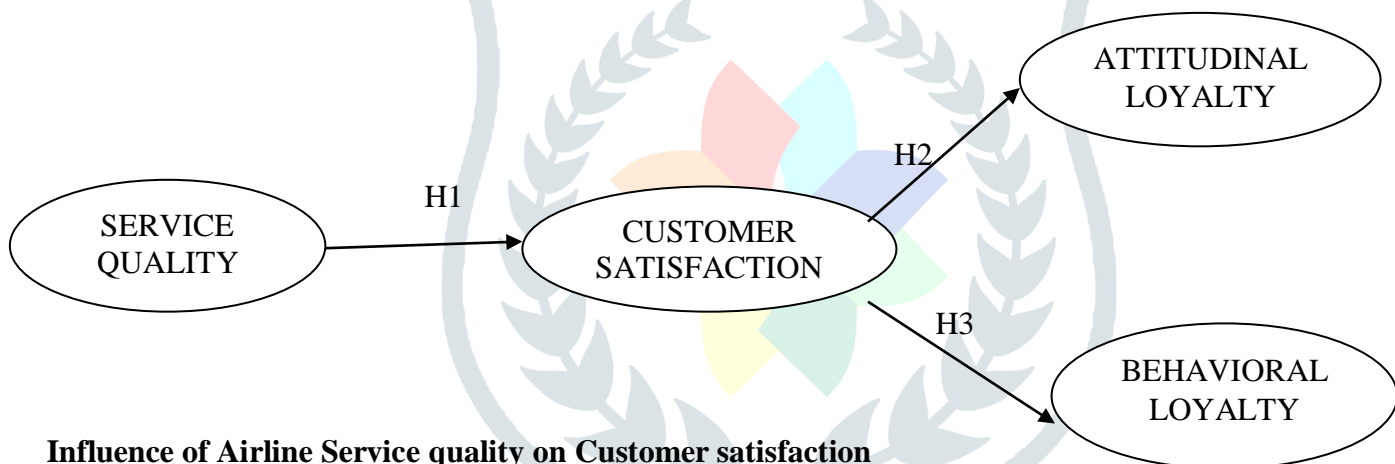 ATTITUDINAL
LOYALTY
H2
H1
SERVICE
QUALITY
CUSTOMER
SATISFACTION
H3
BEHAVIORAL
LOYALTY
Influence of Airline Service quality on Customer satisfaction